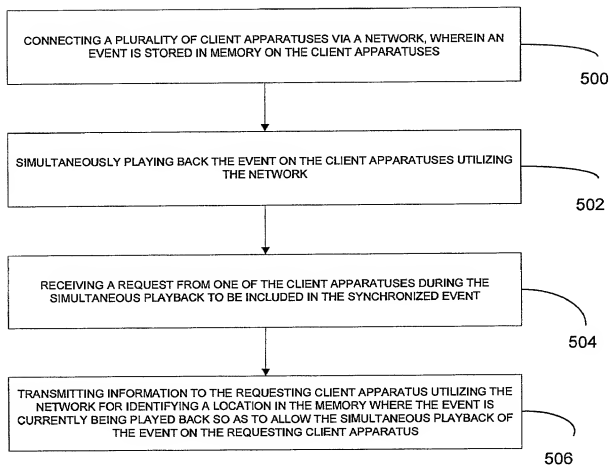 CONNECTING A PLURALITY OF CLIENT APPARATUSES VIA A NETWORK, WHEREIN AN
EVENT IS STORED IN MEMORY ON THE CLIENT APPARATUSES
500
SIMULTANEOUSLY PLAYING BACK THE EVENT ON THE CLIENT APPARATUSES UTILIZING
THE NETWORK
502
RECEIVING A REQUEST FROM ONE OF THE CLIENT APPARATUSES DURING THE
SIMULTANEOUS PLAYBACK TO BE INCLUDED IN THE SYNCHRONIZED EVENT
504
TRANSMITTING INFORMATION TO THE REQUESTING CLIENT APPARATUS UTILIZING THE
NETWORK FOR IDENTIFYING A LOCATION IN THE MEMORY WHERE THE EVENT IS
CURRENTLY BEING PLAYED BACK SO AS TO ALLOW THE SIMULTANEOUS PLAYBACK OF
THE EVENT ON THE REQUESTING CLIENT APPARATUS
506